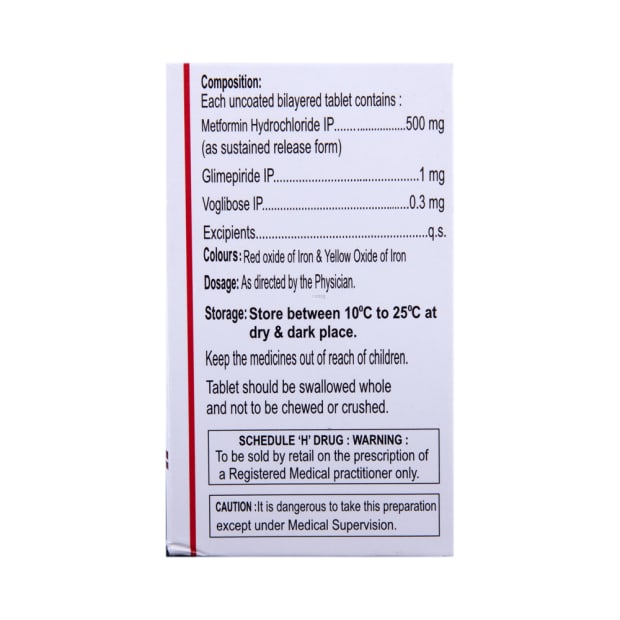 Composition:
Each uncoated bilayered tablet contains :
Metformin Hydrochloride IP.......................500 mg
(as sustained release form)
Glimepiride IP..............................................1 mg
Voglibose IP..............................................0.3 mg
Excipients......................................................q.s.
Colours: Red oxide of Iron & Yellow Oxide of Iron
Dosage: As directed by the Physician.
Storage: Store between 10⁰C to 25⁰C at
dry & dark place.
Keep the medicines out of reach of children.
Tablet should be swallowed whole
and not to be chewed or crushed.
SCHEDULE ‘H’ DRUG : WARNING :
To be sold by retail on the prescription of
a Registered Medical practitioner only.
CAUTION :It is dangerous to take this preparation
except under Medical Supervision.